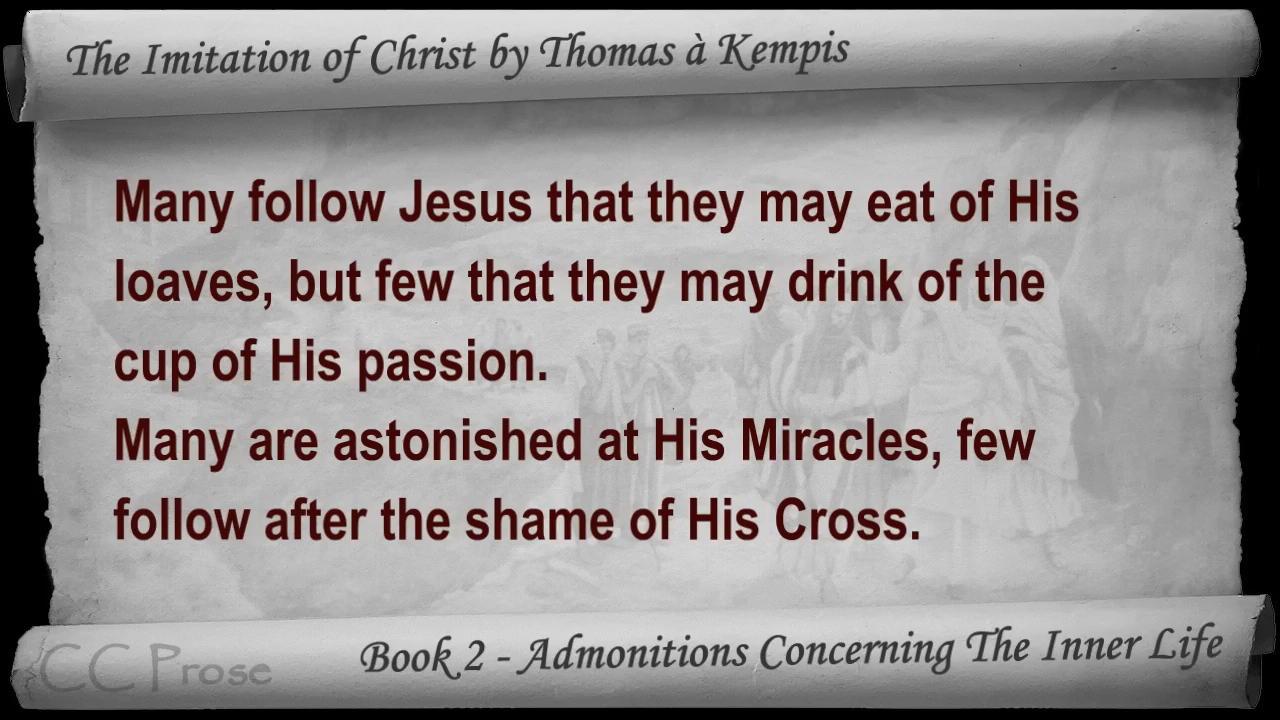 The Imitation of Christ by Thomas à Kempis
Many follow Jesus that they may eat of His
loaves, but few that they may drink of the
cup of His passion.
Many are astonished at His Miracles, few
follow after the shame of His Cross.
CC Prose
Book 2 - Admonitions Concerning The Inner Life